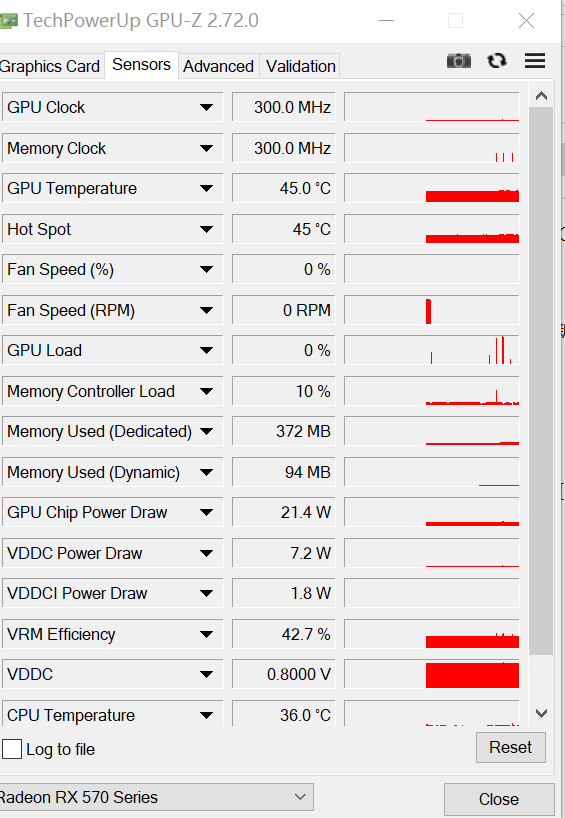 TechPowerUp GPU-Z 2.72.0
Graphics Card Sensors Advanced Validation
GPU Clock 300.0 MHz
Memory Clock 300.0 MHz
GPU Temperature 45.0 °C
Hot Spot 45 °C
Fan Speed (%) 0 %
Fan Speed (RPM) 0 RPM
GPU Load 0 %
Memory Controller Load 10 %
Memory Used (Dedicated) 372 MB
Memory Used (Dynamic) 94 MB
GPU Chip Power Draw 21.4 W
VDDC Power Draw 7.2 W
VDDCI Power Draw 1.8 W
VRM Efficiency 42.7 %
VDDC 0.8000 V
CPU Temperature 36.0 °C
Log to file Reset
Radeon RX 570 Series Close